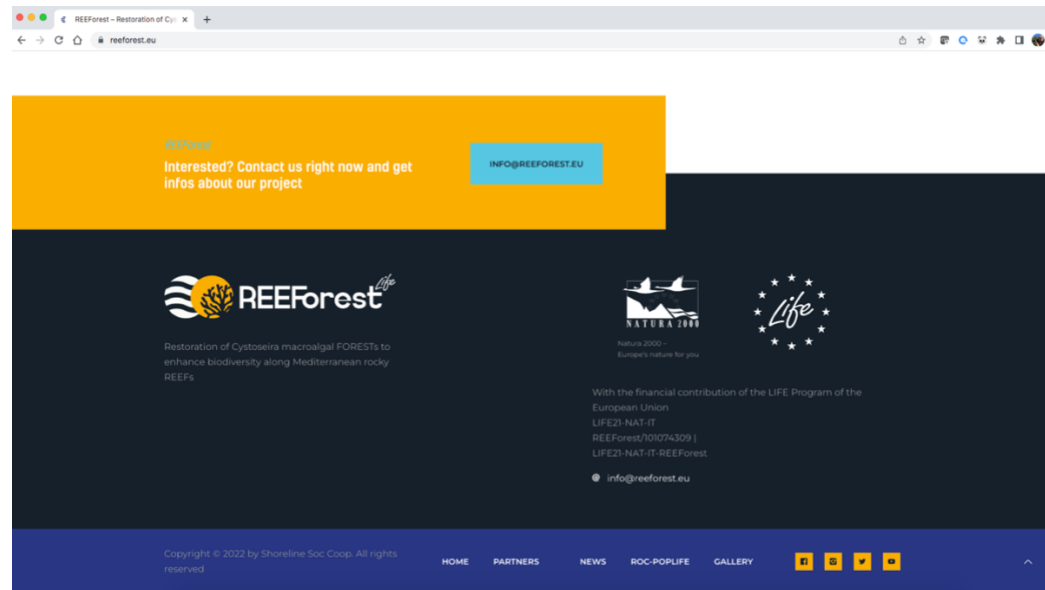 REEForest – Restoration of Cys
reeforest.eu
REEForest
Interested? Contact us right now and get
infos about our project
INFO@REEFOREST.EU
REEForest Life
Restoration of Cystoseira macroalgal FORESTs to
enhance biodiversity along Mediterranean rocky
REEFs
NATURA 2000
Natura 2000 –
Europe's nature for you
Life
With the financial contribution of the LIFE Program of the
European Union
LIFE21-NAT-IT
REEForest/101074309 |
LIFE21-NAT-IT-REEForest
info@reeforest.eu
Copyright © 2022 by Shoreline Soc Coop. All rights
reserved
HOME PARTNERS NEWS ROC-POPLIFE GALLERY